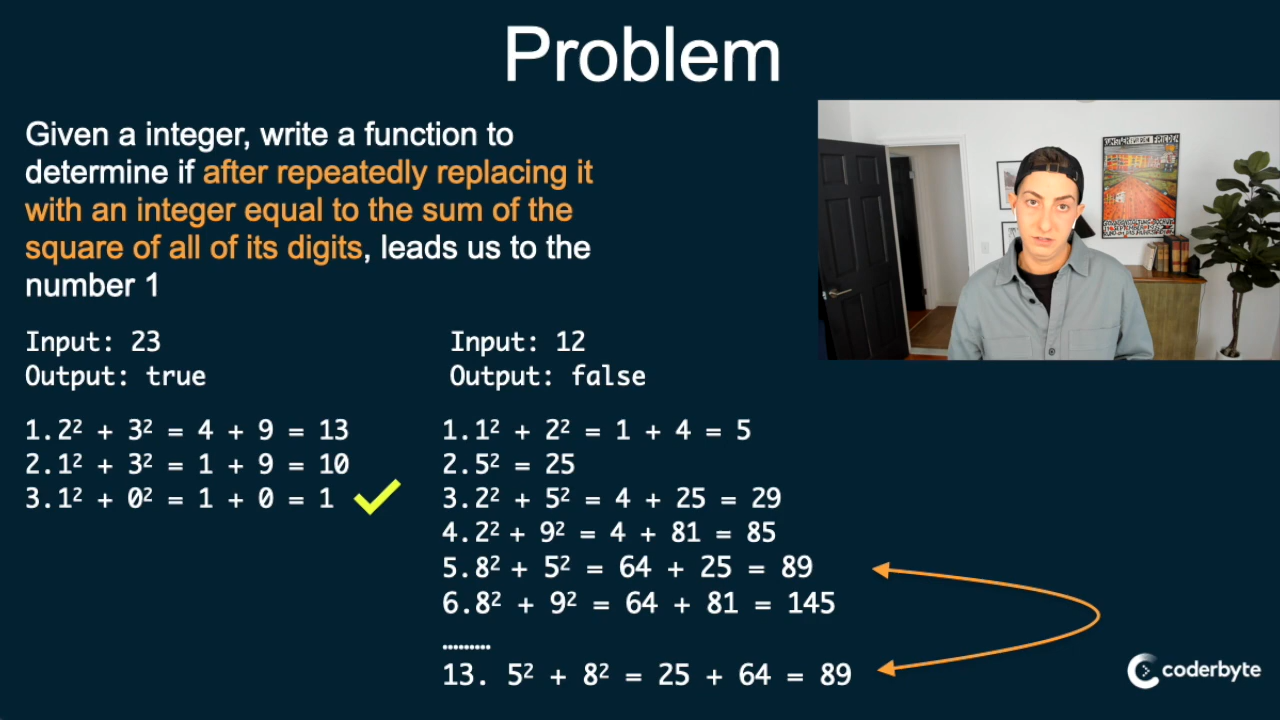 Problem
Given a integer, write a function to
determine if after repeatedly replacing it
with an integer equal to the sum of the
square of all of its digits, leads us to the
number 1
Input: 23
Output: true
1.2² + 3² = 4 + 9 = 13
2.1² + 3² = 1 + 9 = 10
3.1² + 0² = 1 + 0 = 1
Input: 12
Output: false
1.1² + 2² = 1 + 4 = 5
2.5² = 25
3.2² + 5² = 4 + 25 = 29
4.2² + 9² = 4 + 81 = 85
5.8² + 5² = 64 + 25 = 89
6.8² + 9² = 64 + 81 = 145
.........
13. 5² + 8² = 25 + 64 = 89
coderbyte